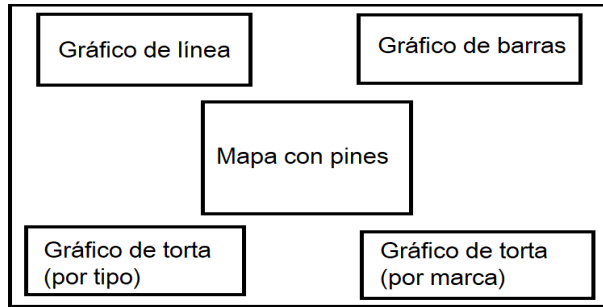 Gráfico de línea
Gráfico de barras
Mapa con pines
Gráfico de torta
(por tipo)
Gráfico de torta
(por marca)